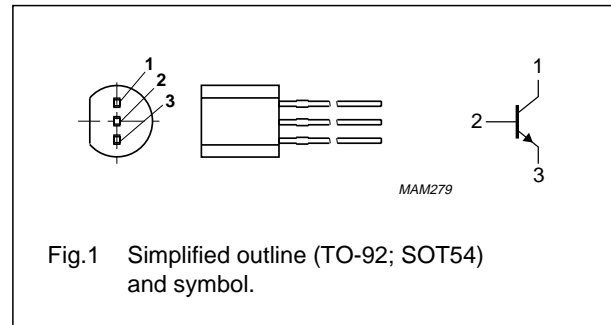 1
2
3
1
2
3
MAM279
Fig.1 Simplified outline (TO-92; SOT54)
and symbol.